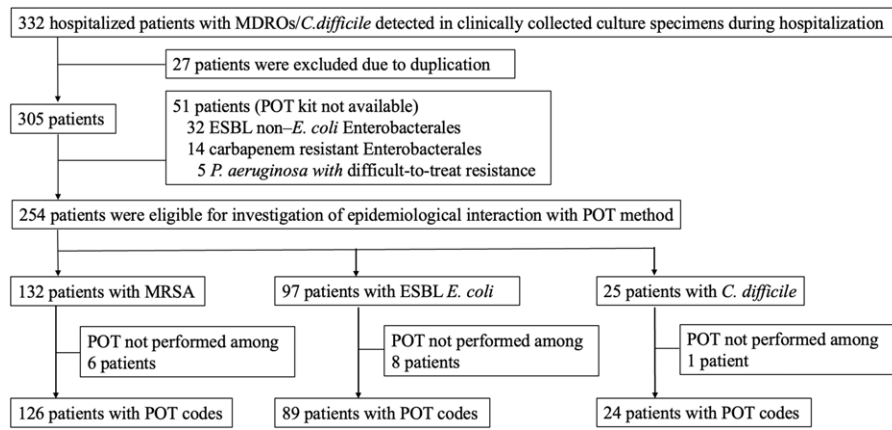 332 hospitalized patients with MDROs/C.difficile detected in clinically collected culture specimens during hospitalization
27 patients were excluded due to duplication
305 patients
51 patients (POT kit not available)
32 ESBL non–E. coli Enterobacterales
14 carbapenem resistant Enterobacterales
5 P. aeruginosa with difficult-to-treat resistance
254 patients were eligible for investigation of epidemiological interaction with POT method
132 patients with MRSA
97 patients with ESBL E. coli
25 patients with C. difficile
POT not performed among
6 patients
POT not performed among
8 patients
POT not performed among
1 patient
126 patients with POT codes
89 patients with POT codes
24 patients with POT codes